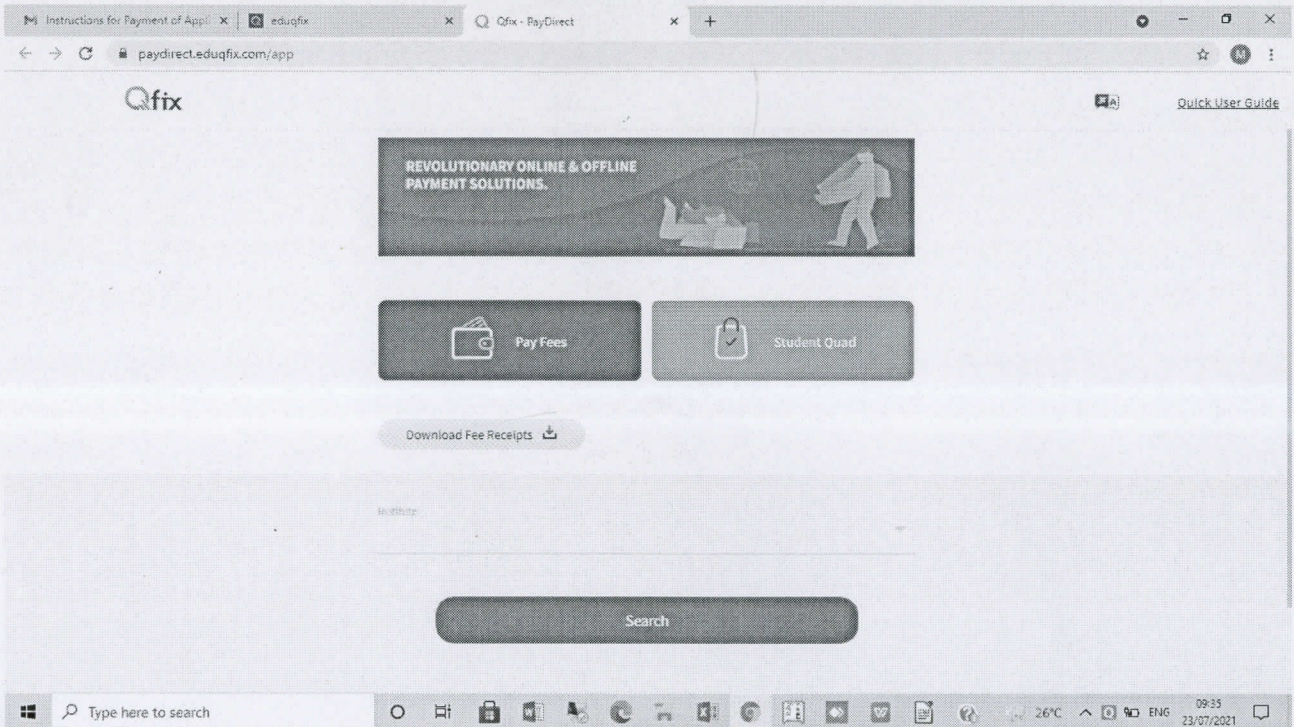 Instructions for Payment of Appli
eduqfix
Qfix - PayDirect
paydirect.eduqfix.com/app
M
Qfix
Quick User Guide
REVOLUTIONARY ONLINE & OFFLINE
PAYMENT SOLUTIONS.
Pay Fees
Student Quad
Download Fee Receipts
Institute
Search
Type here to search
26°C
ENG
09:35
23/07/2021